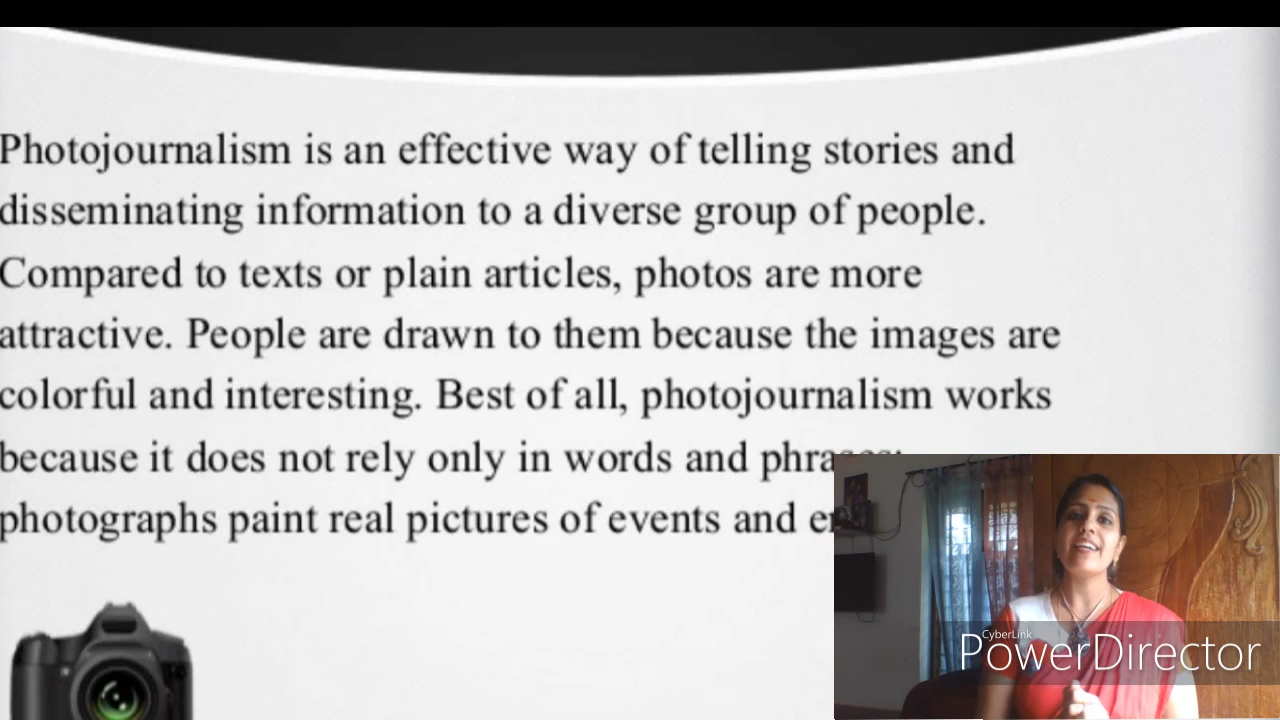 Photojournalism is an effective way of telling stories and
disseminating information to a diverse group of people.
Compared to texts or plain articles, photos are more
attractive. People are drawn to them because the images are
colorful and interesting. Best of all, photojournalism works
because it does not rely only in words and
photographs paint real pictures of events and
CyberLink
PowerDirector